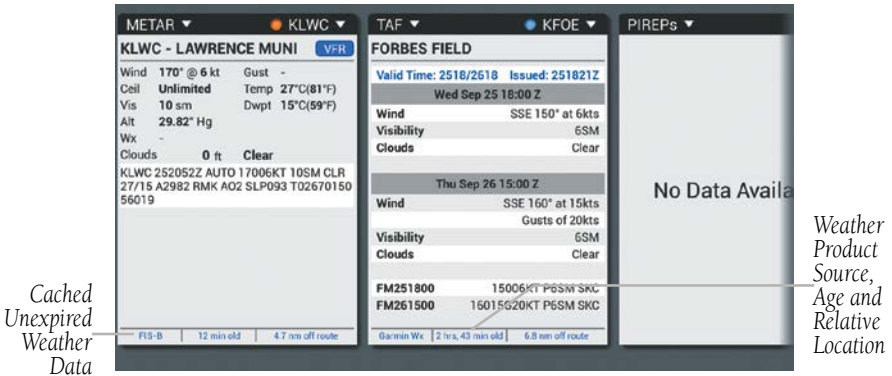 METAR ▼ KLWC ▼
KLWC - LAWRENCE MUNI VFR
Wind 170° @ 6 kt Gust -
Ceil Unlimited Temp 27°C(81°F)
Vis 10 sm Dwpt 15°C(59°F)
Alt 29.82" Hg
Wx -
Clouds 0 ft Clear
KLWC 252052Z AUTO 17006KT 10SM CLR
27/15 A2982 RMK AO2 SLP093 T02670150
56019
FIS-B 12 min old 4.7 nm off route
TAF ▼ KFOE ▼
FORBES FIELD
Valid Time: 2518/2618 Issued: 251821Z
Wed Sep 25 18:00 Z
Wind SSE 150° at 6kts
Visibility 6SM
Clouds Clear
Thu Sep 26 15:00 Z
Wind SSE 160° at 15kts
Gusts of 20kts
Visibility 6SM
Clouds Clear
FM251800 15006KT P6SM SKC
FM261500 16015G20KT P6SM SKC
Garmin Wx 2 hrs, 43 min old 6.8 nm off route
PIREPs ▼
No Data Availa
Cached
Unexpired
Weather
Data
Weather
Product
Source,
Age and
Relative
Location